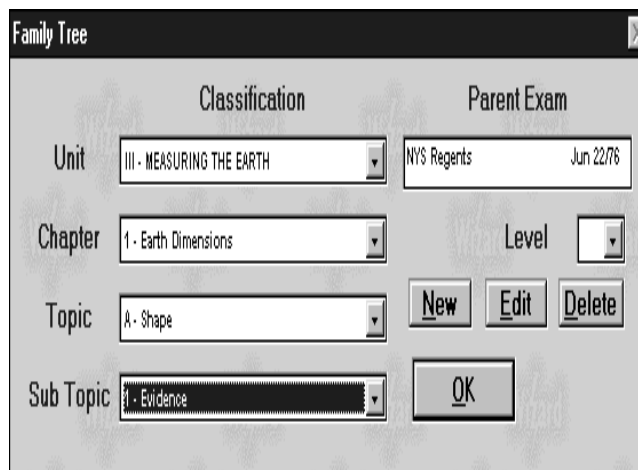 Family Tree
Classification
Parent Exam
Unit
III - MEASURING THE EARTH
NYS Regents Jun 22/76
Chapter
1 - Earth Dimensions
Level
Topic
A - Shape
New
Edit
Delete
Sub Topic
1 - Evidence
OK